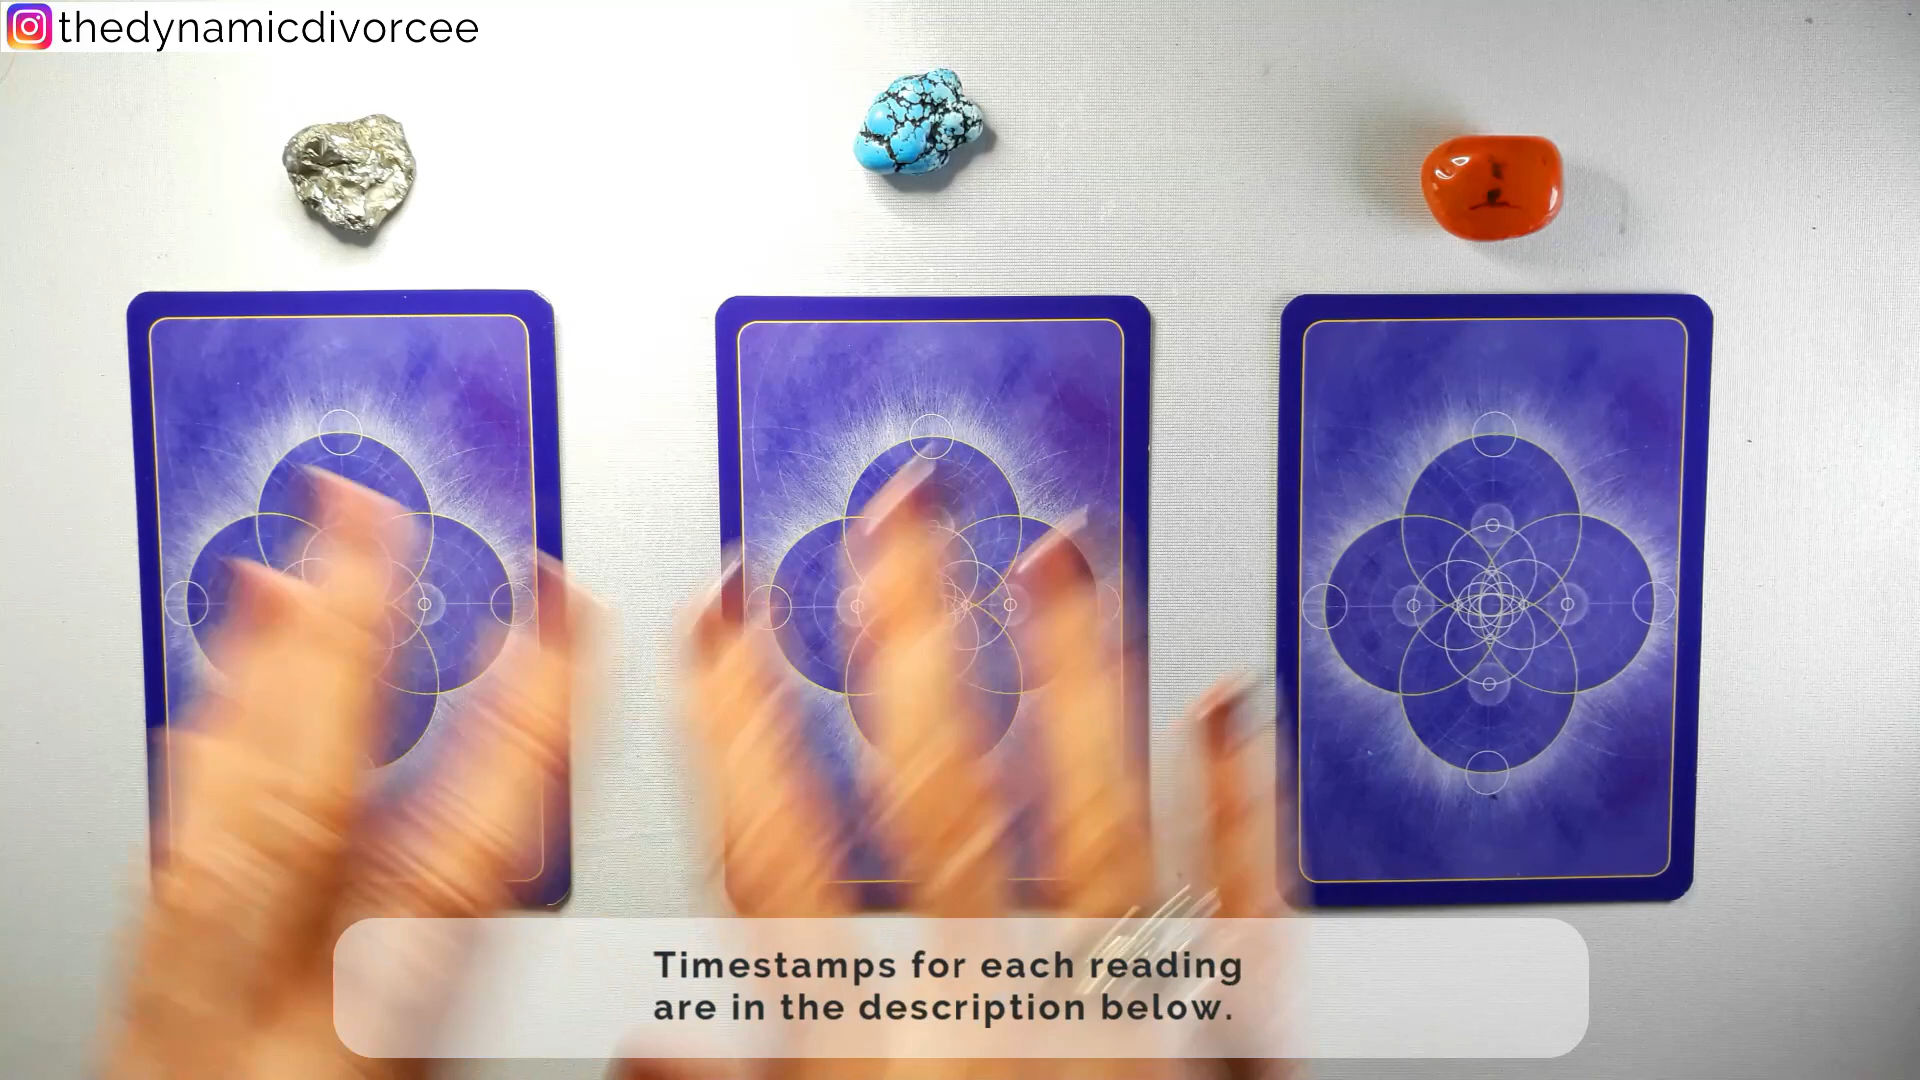 thedynamicdivorcee
Timestamps for each reading
are in the description below.